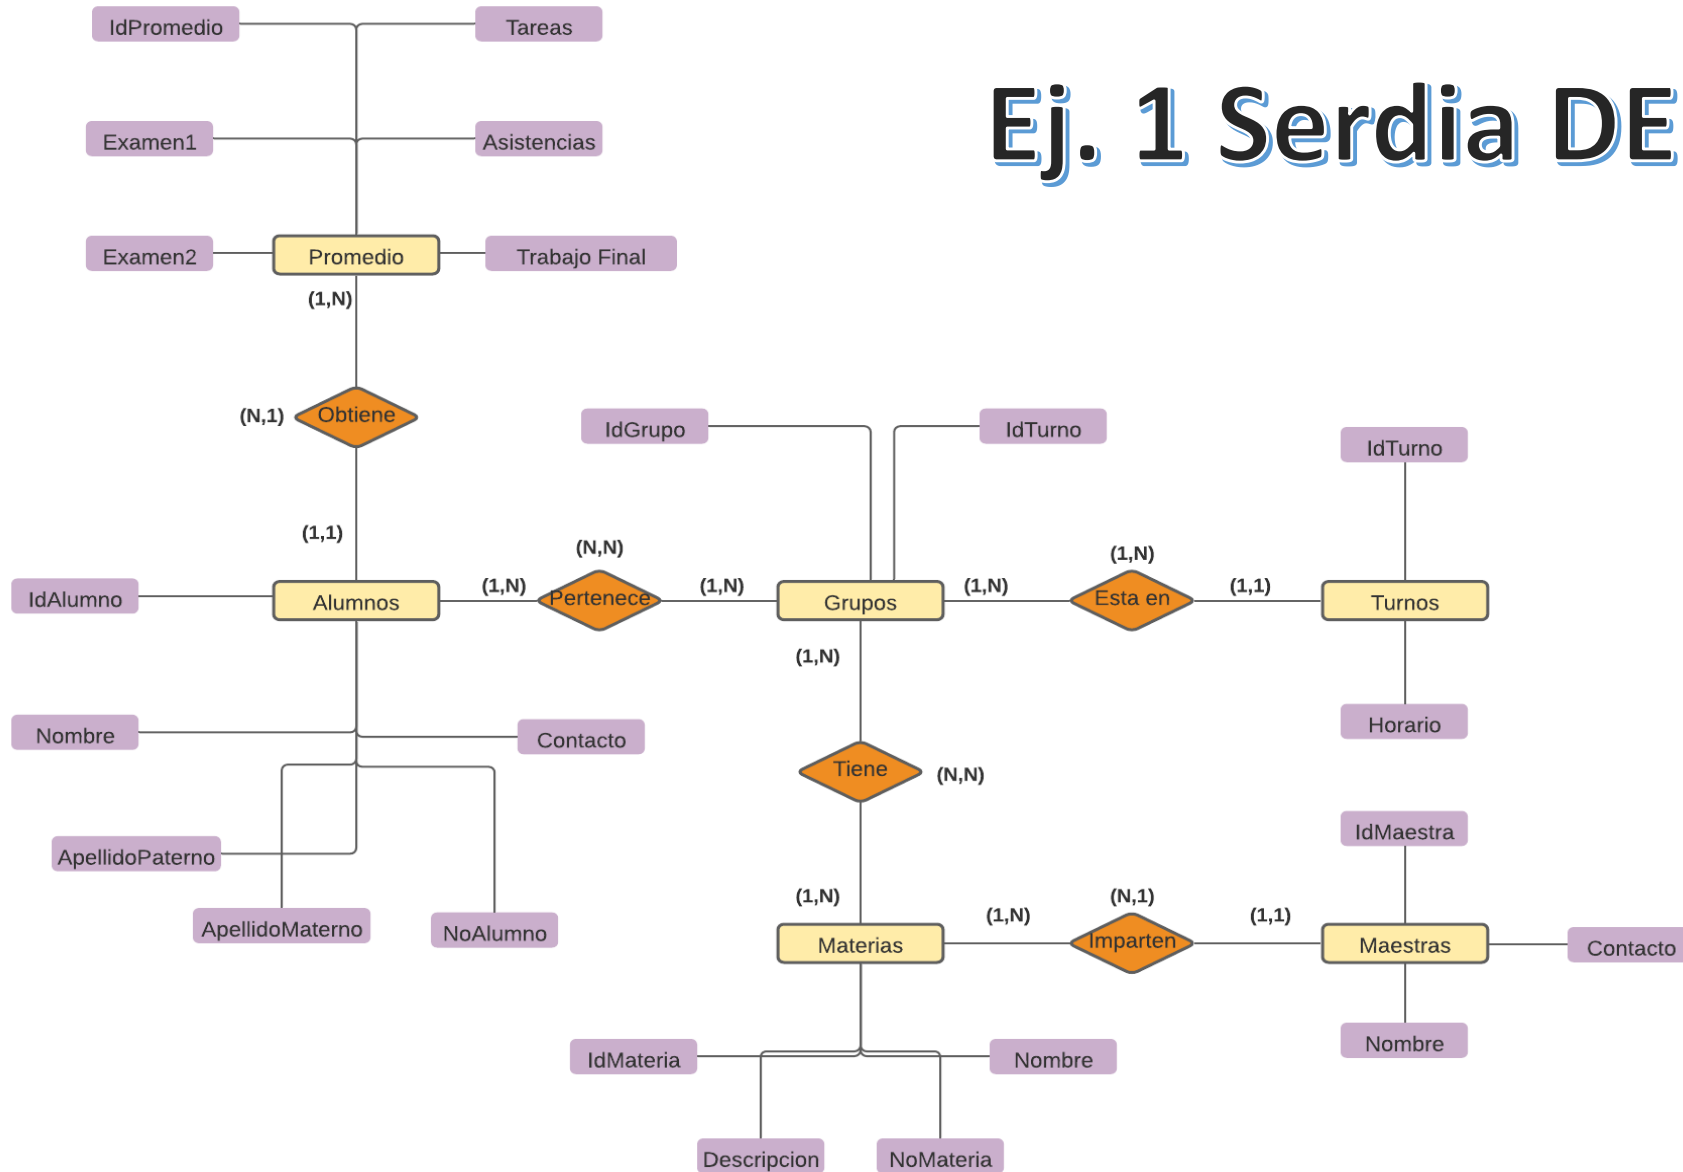 IdPromedio
Tareas
Ej. 1 Serdia DE
Examen1
Asistencias
Examen2
Promedio
Trabajo Final
(1,N)
(N,1)
Obtiene
IdGrupo
IdTurno
IdTurno
(1,1)
(N,N)
(1,N)
IdAlumno
Alumnos
(1,N)
Pertenece
(1,N)
Grupos
(1,N)
Esta en
(1,1)
Turnos
(1,N)
Nombre
Contacto
Horario
Tiene
(N,N)
ApellidoPaterno
IdMaestra
ApellidoMaterno
NoAlumno
(1,N)
(1,N)
(N,1)
(1,1)
Materias
Imparten
Maestras
Contacto
IdMateria
Nombre
Nombre
Descripcion
NoMateria